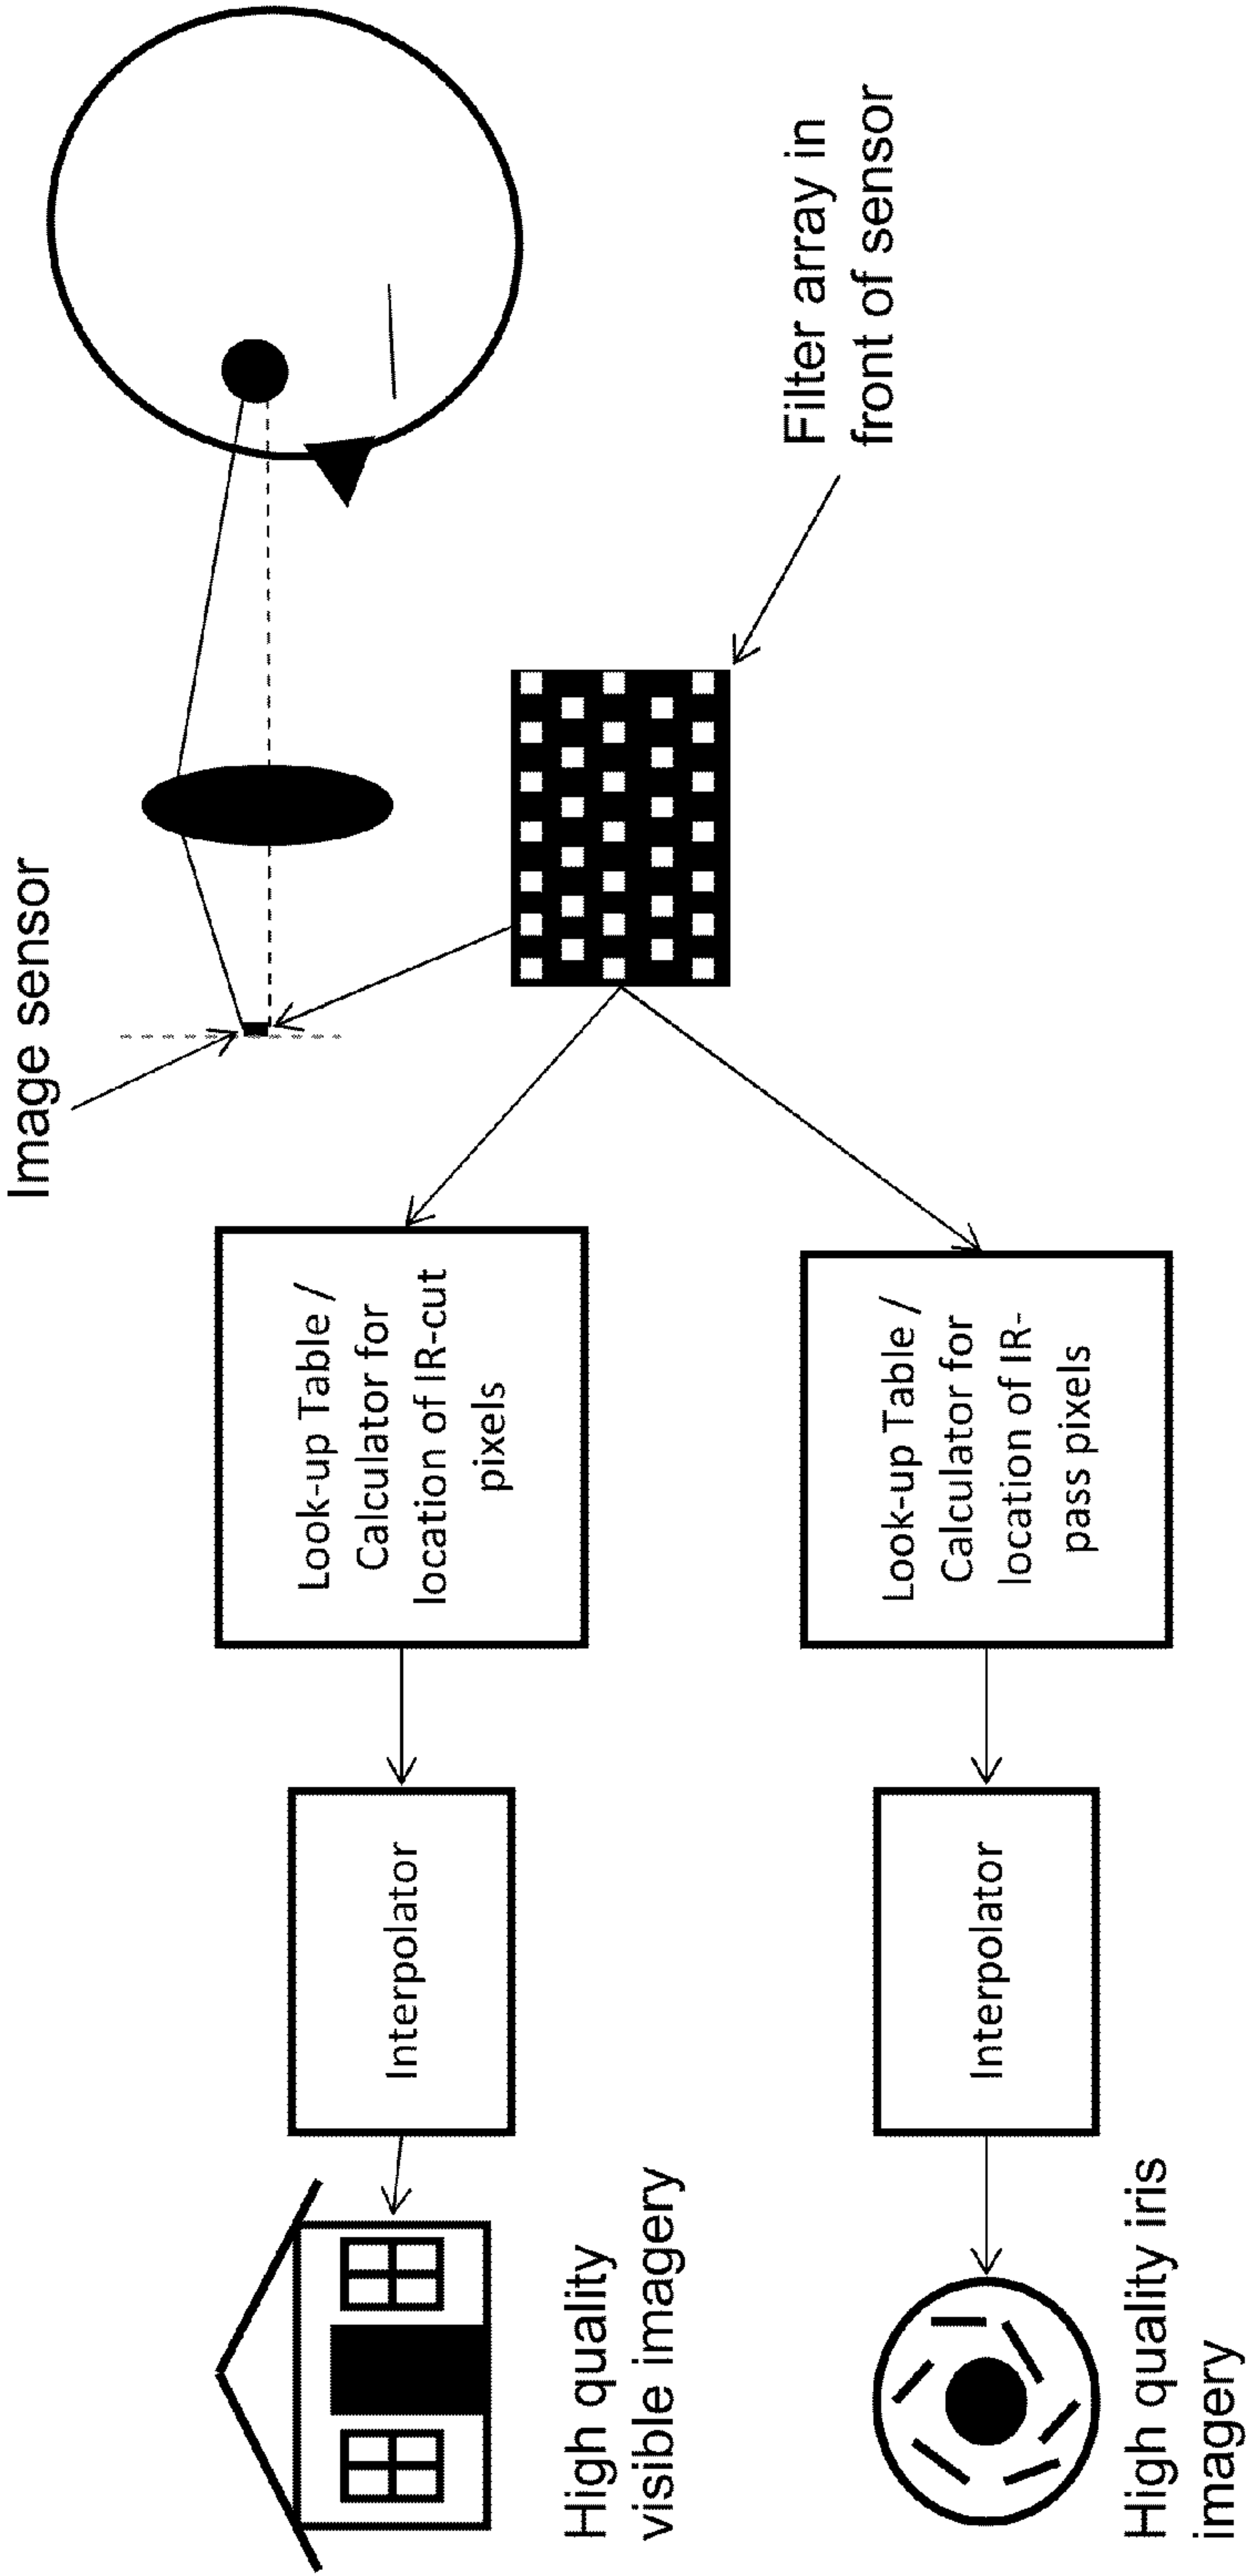 Image sensor
Filter array in
front of sensor
Look-up Table /
Calculator for
location of IR-cut
pixels
Interpolator
High quality
visible imagery
Look-up Table /
Calculator for
location of IR-
pass pixels
Interpolator
High quality iris
imagery